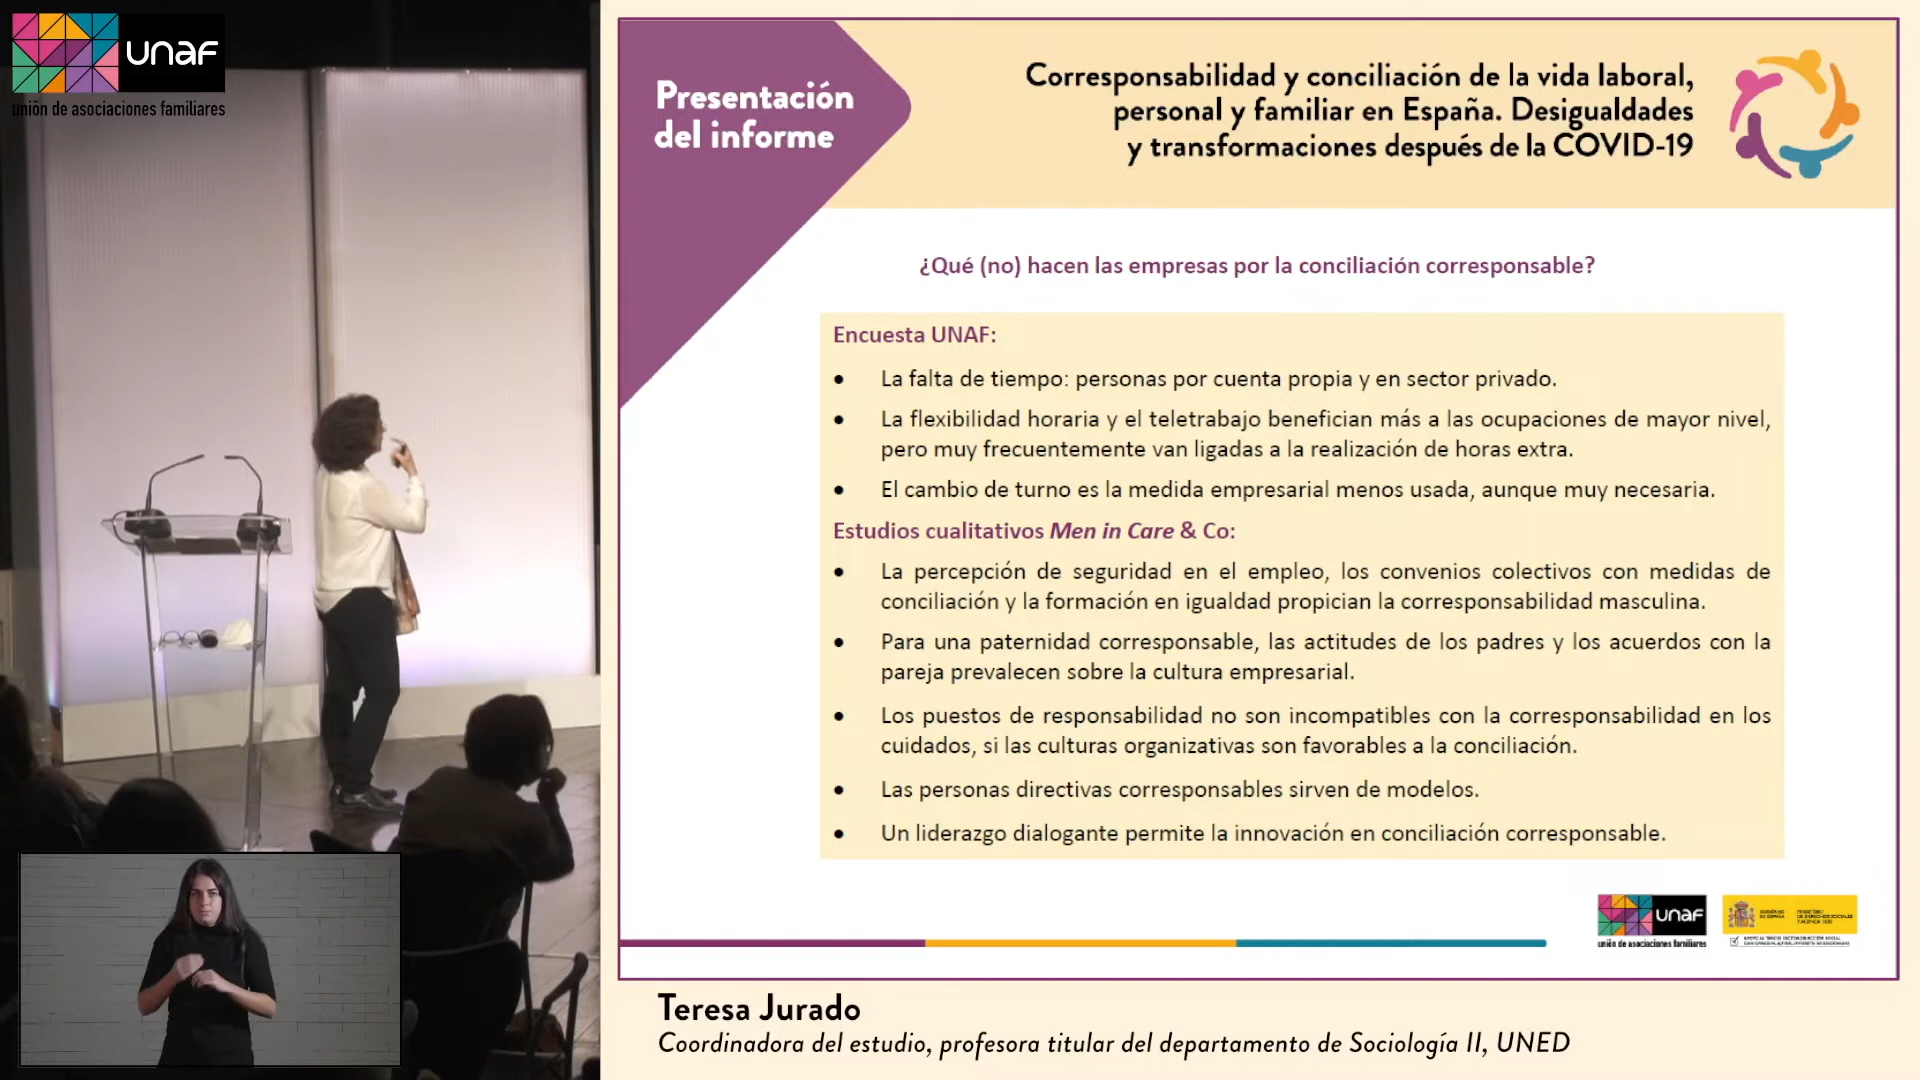 unaf
unión de asociaciones familiares
Presentación
del informe
Corresponsabilidad y conciliación de la vida laboral,
personal y familiar en España. Desigualdades
y transformaciones después de la COVID-19
¿Qué (no) hacen las empresas por la conciliación corresponsable?
Encuesta UNAF:
• La falta de tiempo: personas por cuenta propia y en sector privado.
• La flexibilidad horaria y el teletrabajo benefician más a las ocupaciones de mayor nivel,
pero muy frecuentemente van ligadas a la realización de horas extra.
• El cambio de turno es la medida empresarial menos usada, aunque muy necesaria.
Estudios cualitativos Men in Care & Co:
• La percepción de seguridad en el empleo, los convenios colectivos con medidas de
conciliación y la formación en igualdad propician la corresponsabilidad masculina.
• Para una paternidad corresponsable, las actitudes de los padres y los acuerdos con la
pareja prevalecen sobre la cultura empresarial.
• Los puestos de responsabilidad no son incompatibles con la corresponsabilidad en los
cuidados, si las culturas organizativas son favorables a la conciliación.
• Las personas directivas corresponsables sirven de modelos.
• Un liderazgo dialogante permite la innovación en conciliación corresponsable.
unaf
unión de asociaciones familiares
Teresa Jurado
Coordinadora del estudio, profesora titular del departamento de Sociología II, UNED